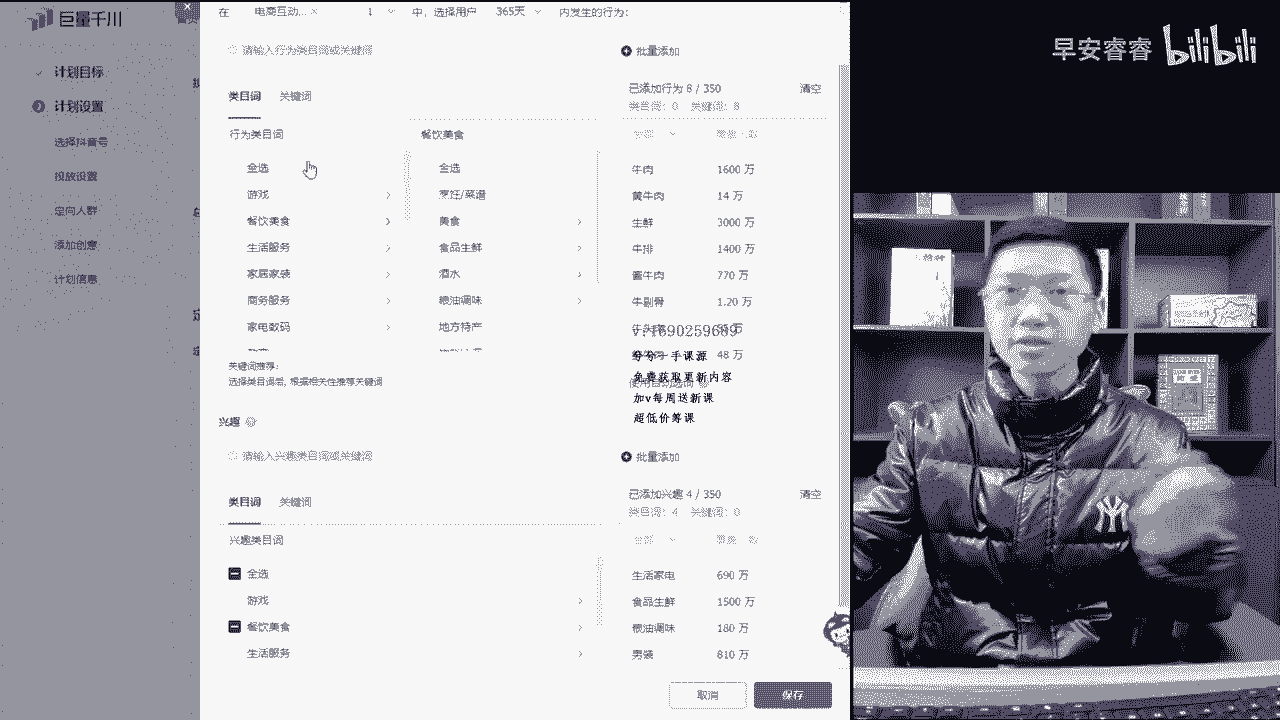 巨量千川
计划目标
计划设置
选择抖音号
投放设置
定向人群
添加创意
计划信息
在 电商互动... × 1 中，选择用户 365天 内发生的行为：
请输入行为类目词或关键词
批量添加
类目词 关键词
已添加行为 8 / 350 清空
类目词：0 关键词：8
行为类目词 餐饮美食
全选 全选 牛肉 1600 万
游戏 烹饪/菜谱 黄牛肉 14 万
餐饮美食 美食 生鲜 3000 万
生活服务 食品生鲜 牛排 1400 万
家居家装 酒水 酱牛肉 770 万
商务服务 粮油调味 牛副骨 1.20 万
家电数码 地方特产
48 万
关键词推荐：
选择类目词后，根据相关性推荐关键词
一手课源
免费获取更新内容
加v每周送新课
超低价筹课
兴趣
请输入兴趣类目词或关键词
批量添加
类目词 关键词
已添加兴趣 4 / 350 清空
类目词：4 关键词：0
兴趣类目词
全选 生活家电 690 万
游戏 食品生鲜 1500 万
餐饮美食 粮油调味 180 万
生活服务 男装 810 万
取消 保存
早安睿睿 bilibili